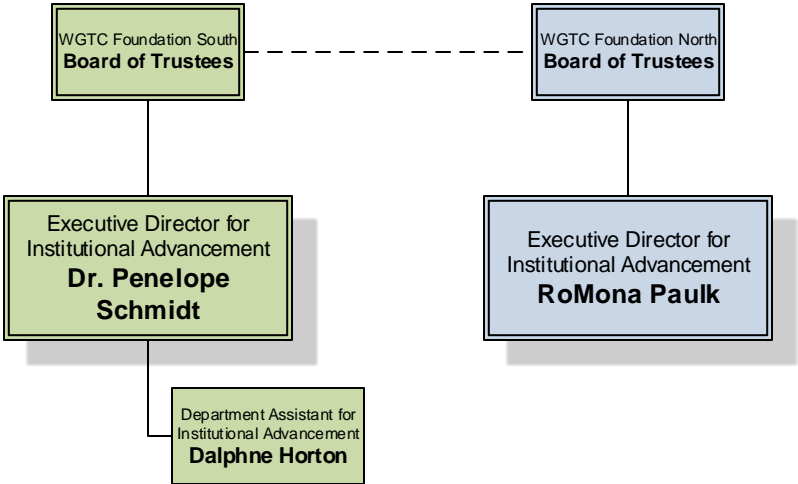 WGTC Foundation South
Board of Trustees
WGTC Foundation North
Board of Trustees
Executive Director for
Institutional Advancement
Dr. Penelope
Schmidt
Executive Director for
Institutional Advancement
RoMona Paulk
Department Assistant for
Institutional Advancement
Dalphne Horton